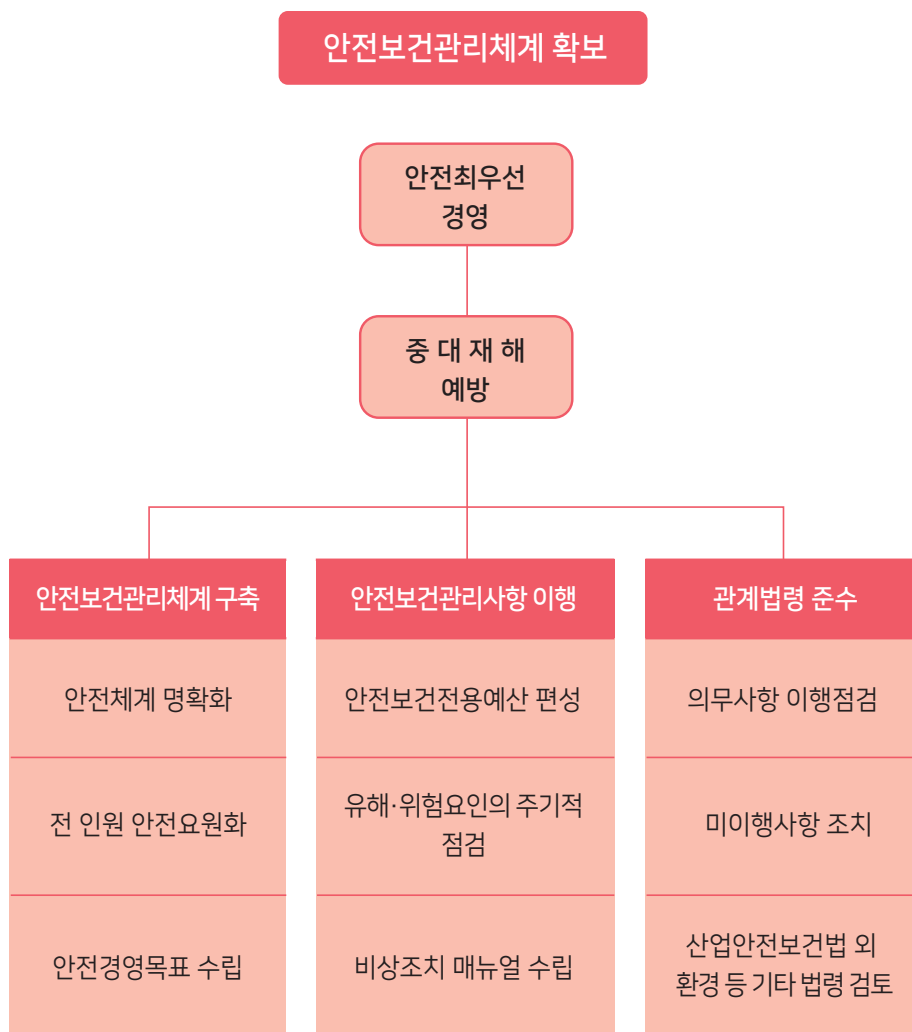 안전보건관리체계 확보
안전최우선
경영
중 대 재 해
예방
안전보건관리체계 구축
안전체계 명확화
전 인원 안전요원화
안전경영목표 수립
안전보건관리사항 이행
안전보건전용예산 편성
유해·위험요인의 주기적
점검
비상조치 매뉴얼 수립
관계법령 준수
의무사항 이행점검
미이행사항 조치
산업안전보건법 외
환경 등 기타 법령 검토